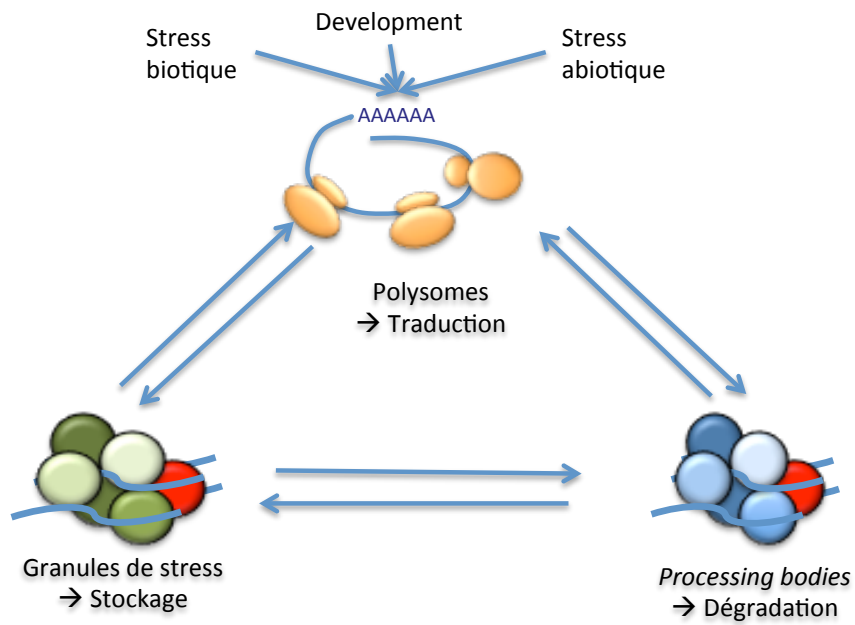 Development
Stress
biotique
Stress
abiotique
AAAAAA
Polysomes
→ Traduction
Granules de stress
→ Stockage
Processing bodies
→ Dégradation